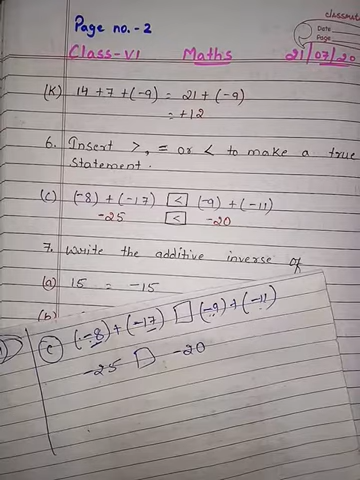 classmate
Date
Page
Page no.-2
Class-VI Maths 21/07/20
(K) 14 + 7 + (-9) = 21 + (-9)
= +12
6. Insert >, = or < to make a true
statement.
(C) (-8) + (-17) < (-9) + (-11)
-25 < -20
7. Write the additive inverse of
(a) 15 = -15
(b)
(c) (-8) + (-17) □ (-9) + (-11)
-25 □ -20